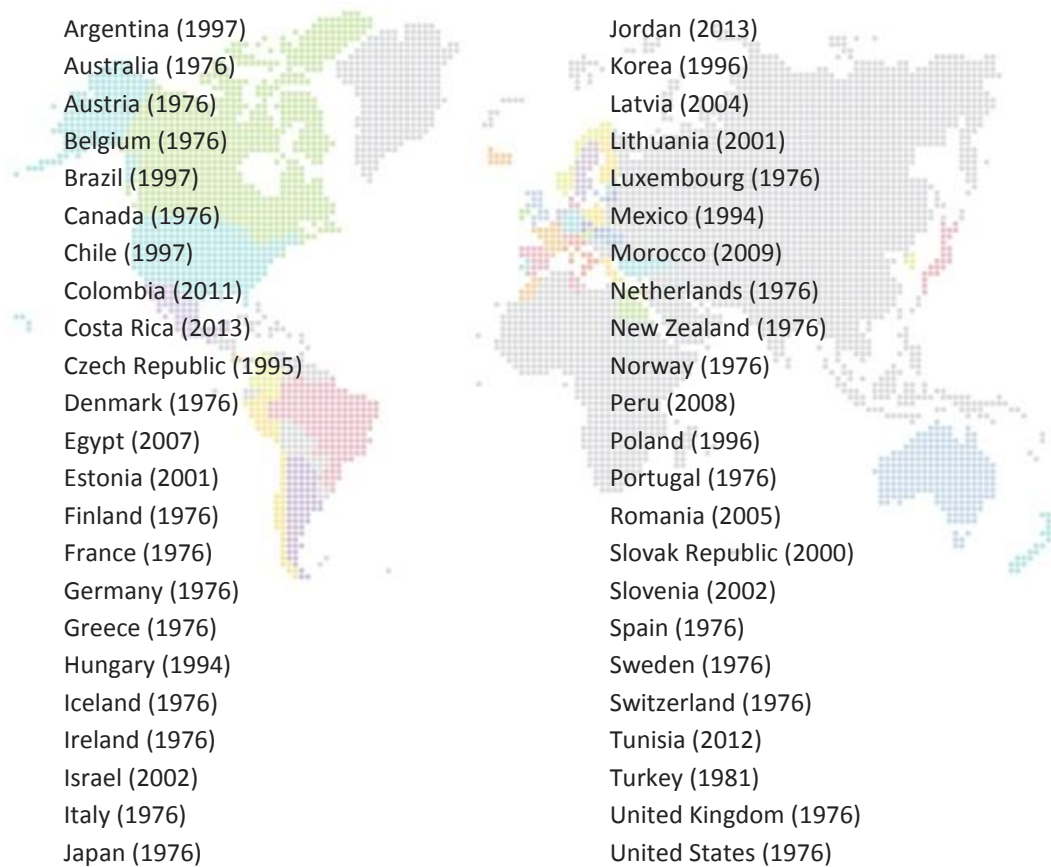 Argentina (1997)
Australia (1976)
Austria (1976)
Belgium (1976)
Brazil (1997)
Canada (1976)
Chile (1997)
Colombia (2011)
Costa Rica (2013)
Czech Republic (1995)
Denmark (1976)
Egypt (2007)
Estonia (2001)
Finland (1976)
France (1976)
Germany (1976)
Greece (1976)
Hungary (1994)
Iceland (1976)
Ireland (1976)
Israel (2002)
Italy (1976)
Japan (1976)
Jordan (2013)
Korea (1996)
Latvia (2004)
Lithuania (2001)
Luxembourg (1976)
Mexico (1994)
Morocco (2009)
Netherlands (1976)
New Zealand (1976)
Norway (1976)
Peru (2008)
Poland (1996)
Portugal (1976)
Romania (2005)
Slovak Republic (2000)
Slovenia (2002)
Spain (1976)
Sweden (1976)
Switzerland (1976)
Tunisia (2012)
Turkey (1981)
United Kingdom (1976)
United States (1976)